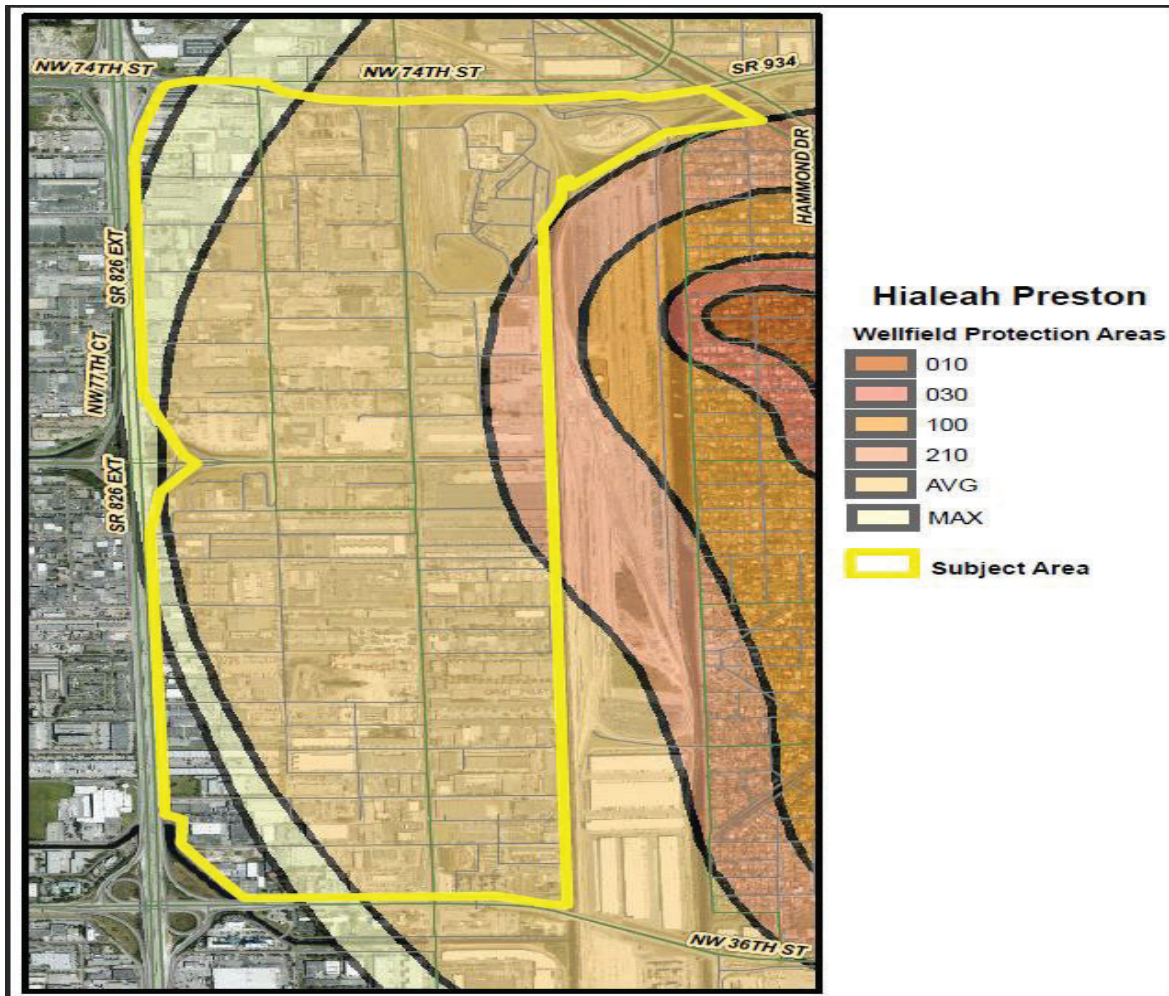 NW 74TH ST
NW 74TH ST
SR 934
HAMMOND DR
SR 826 EXT
NW 77TH CT
SR 826 EXT
NW 36TH ST
Hialeah Preston
Wellfield Protection Areas
010
030
100
210
AVG
MAX
Subject Area